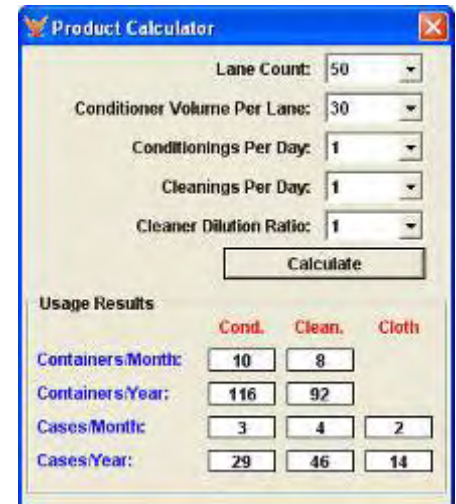 Product Calculator
Lane Count: 50
Conditioner Volume Per Lane: 30
Conditionings Per Day: 1
Cleanings Per Day: 1
Cleaner Dilution Ratio: 1
Calculate
Usage Results
Cond. Clean. Cloth
Containers/Month: 10 8
Containers/Year: 116 92
Cases/Month: 3 4 2
Cases/Year: 29 46 14